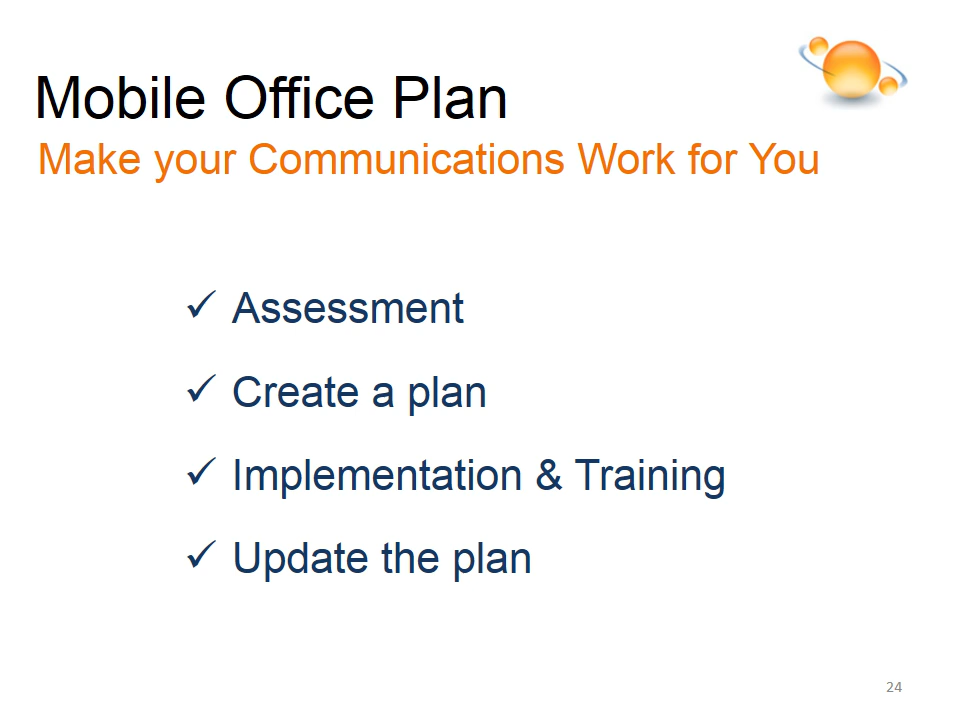 Mobile Office Plan
Make your Communications Work for You
✓ Assessment
✓ Create a plan
✓ Implementation & Training
✓ Update the plan
24